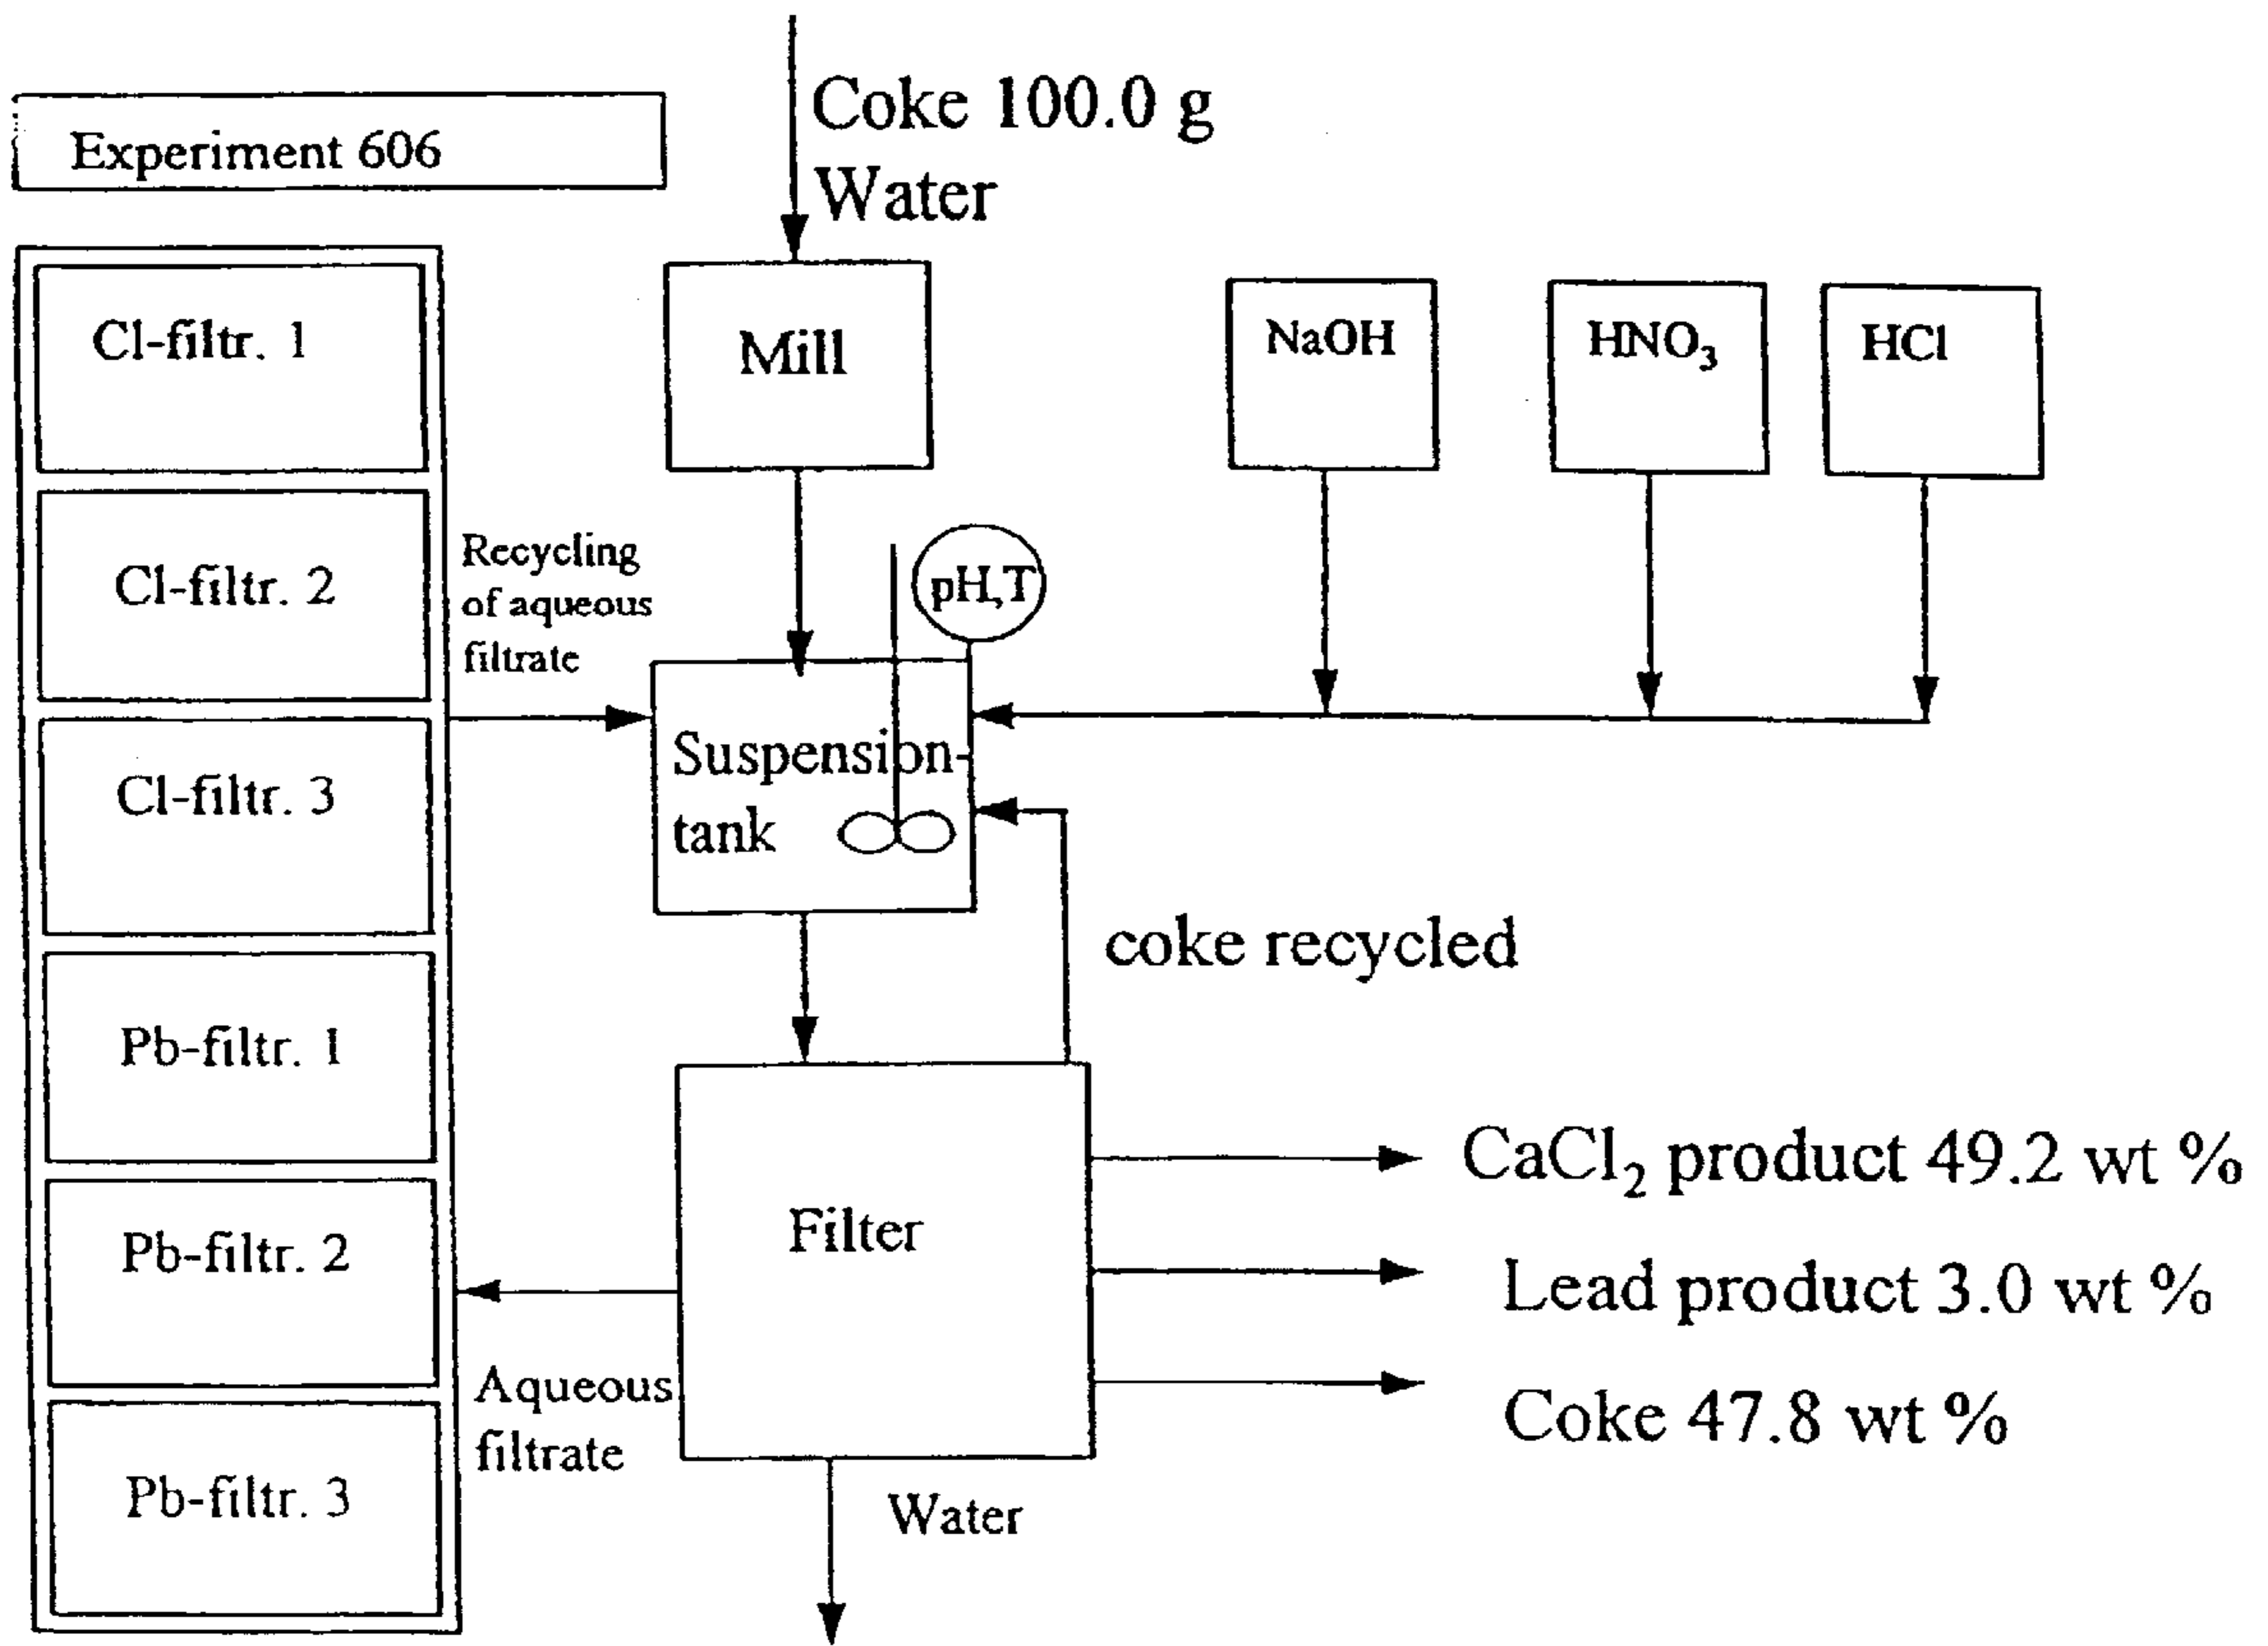 Coke 100.0 g
Water
Experiment 606
Cl-filtr. 1
Cl-filtr. 2
Cl-filtr. 3
Pb-filtr. 1
Pb-filtr. 2
Pb-filtr. 3
Mill
NaOH
HNO₃
HCl
Recycling
of aqueous
filtrate
pH,T
Suspension-
tank
coke recycled
Filter
CaCl₂ product 49.2 wt %
Lead product 3.0 wt %
Coke 47.8 wt %
Aqueous
filtrate
Water